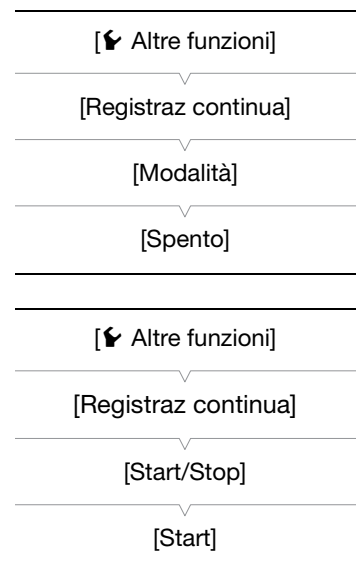 [Altre funzioni]
[Registraz continua]
[Modalità]
[Spento]
[Altre funzioni]
[Registraz continua]
[Start/Stop]
[Start]